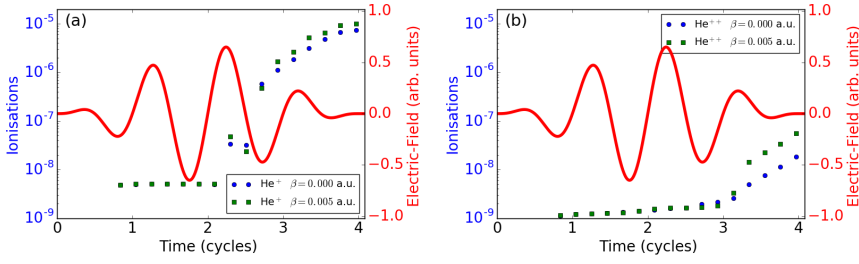 (a)
Ionisations
10⁻⁵
10⁻⁶
10⁻⁷
10⁻⁸
10⁻⁹
0 1 2 3 4
Time (cycles)
1.0
0.5
0.0
−0.5
−1.0
Electric-Field (arb. units)
He⁺ β=0.000 a.u.
He⁺ β=0.005 a.u.
(b)
Ionisations
10⁻⁵
10⁻⁶
10⁻⁷
10⁻⁸
10⁻⁹
0 1 2 3 4
Time (cycles)
1.0
0.5
0.0
−0.5
−1.0
Electric-Field (arb. units)
He⁺⁺ β=0.000 a.u.
He⁺⁺ β=0.005 a.u.